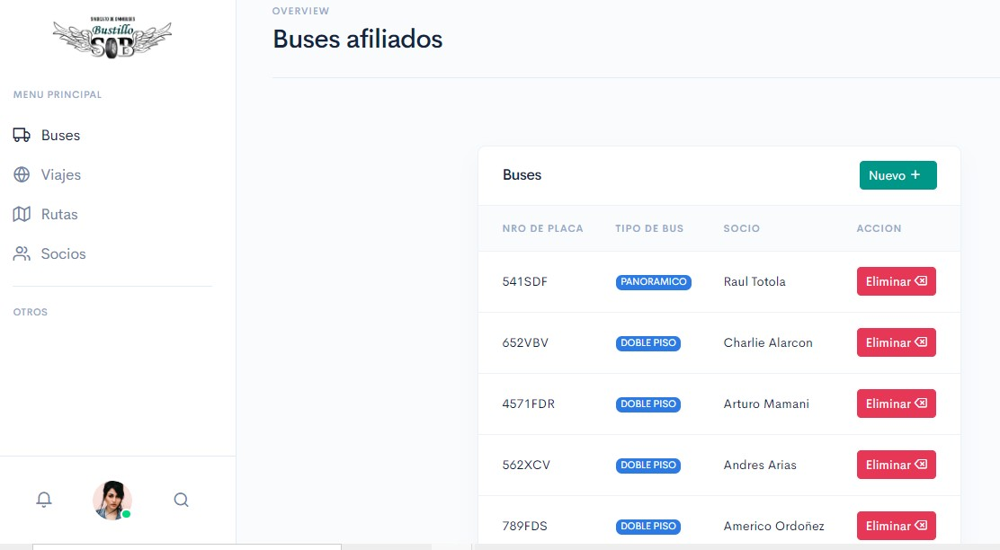 SINDICATO DE OMNIBUSES
Bustillo
SOB
MENU PRINCIPAL
Buses
Viajes
Rutas
Socios
OTROS
OVERVIEW
Buses afiliados
Buses
Nuevo +
NRO DE PLACA TIPO DE BUS SOCIO ACCION
541SDF PANORAMICO Raul Totola Eliminar
652VBV DOBLE PISO Charlie Alarcon Eliminar
4571FDR DOBLE PISO Arturo Mamani Eliminar
562XCV DOBLE PISO Andres Arias Eliminar
789FDS DOBLE PISO Americo Ordoñez Eliminar